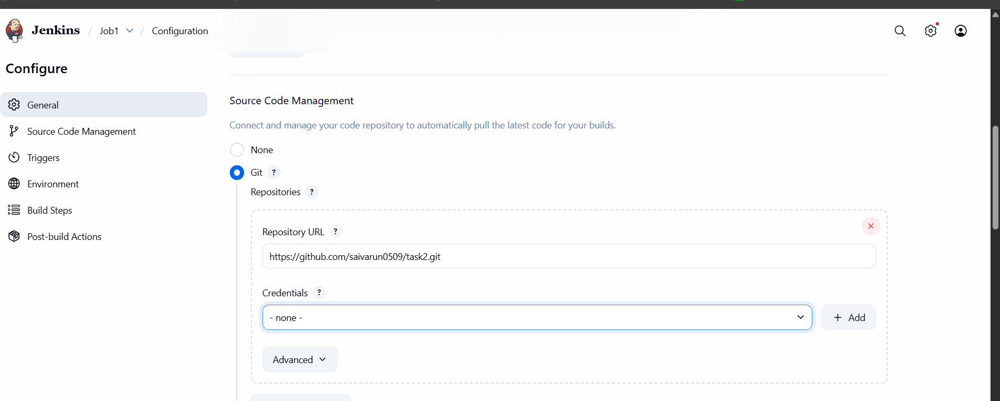 Jenkins / Job1 / Configuration
Configure
General
Source Code Management
Triggers
Environment
Build Steps
Post-build Actions
Source Code Management
Connect and manage your code repository to automatically pull the latest code for your builds.
None
Git ?
Repositories ?
Repository URL ?
https://github.com/saivarun0509/task2.git
Credentials ?
- none -
+ Add
Advanced